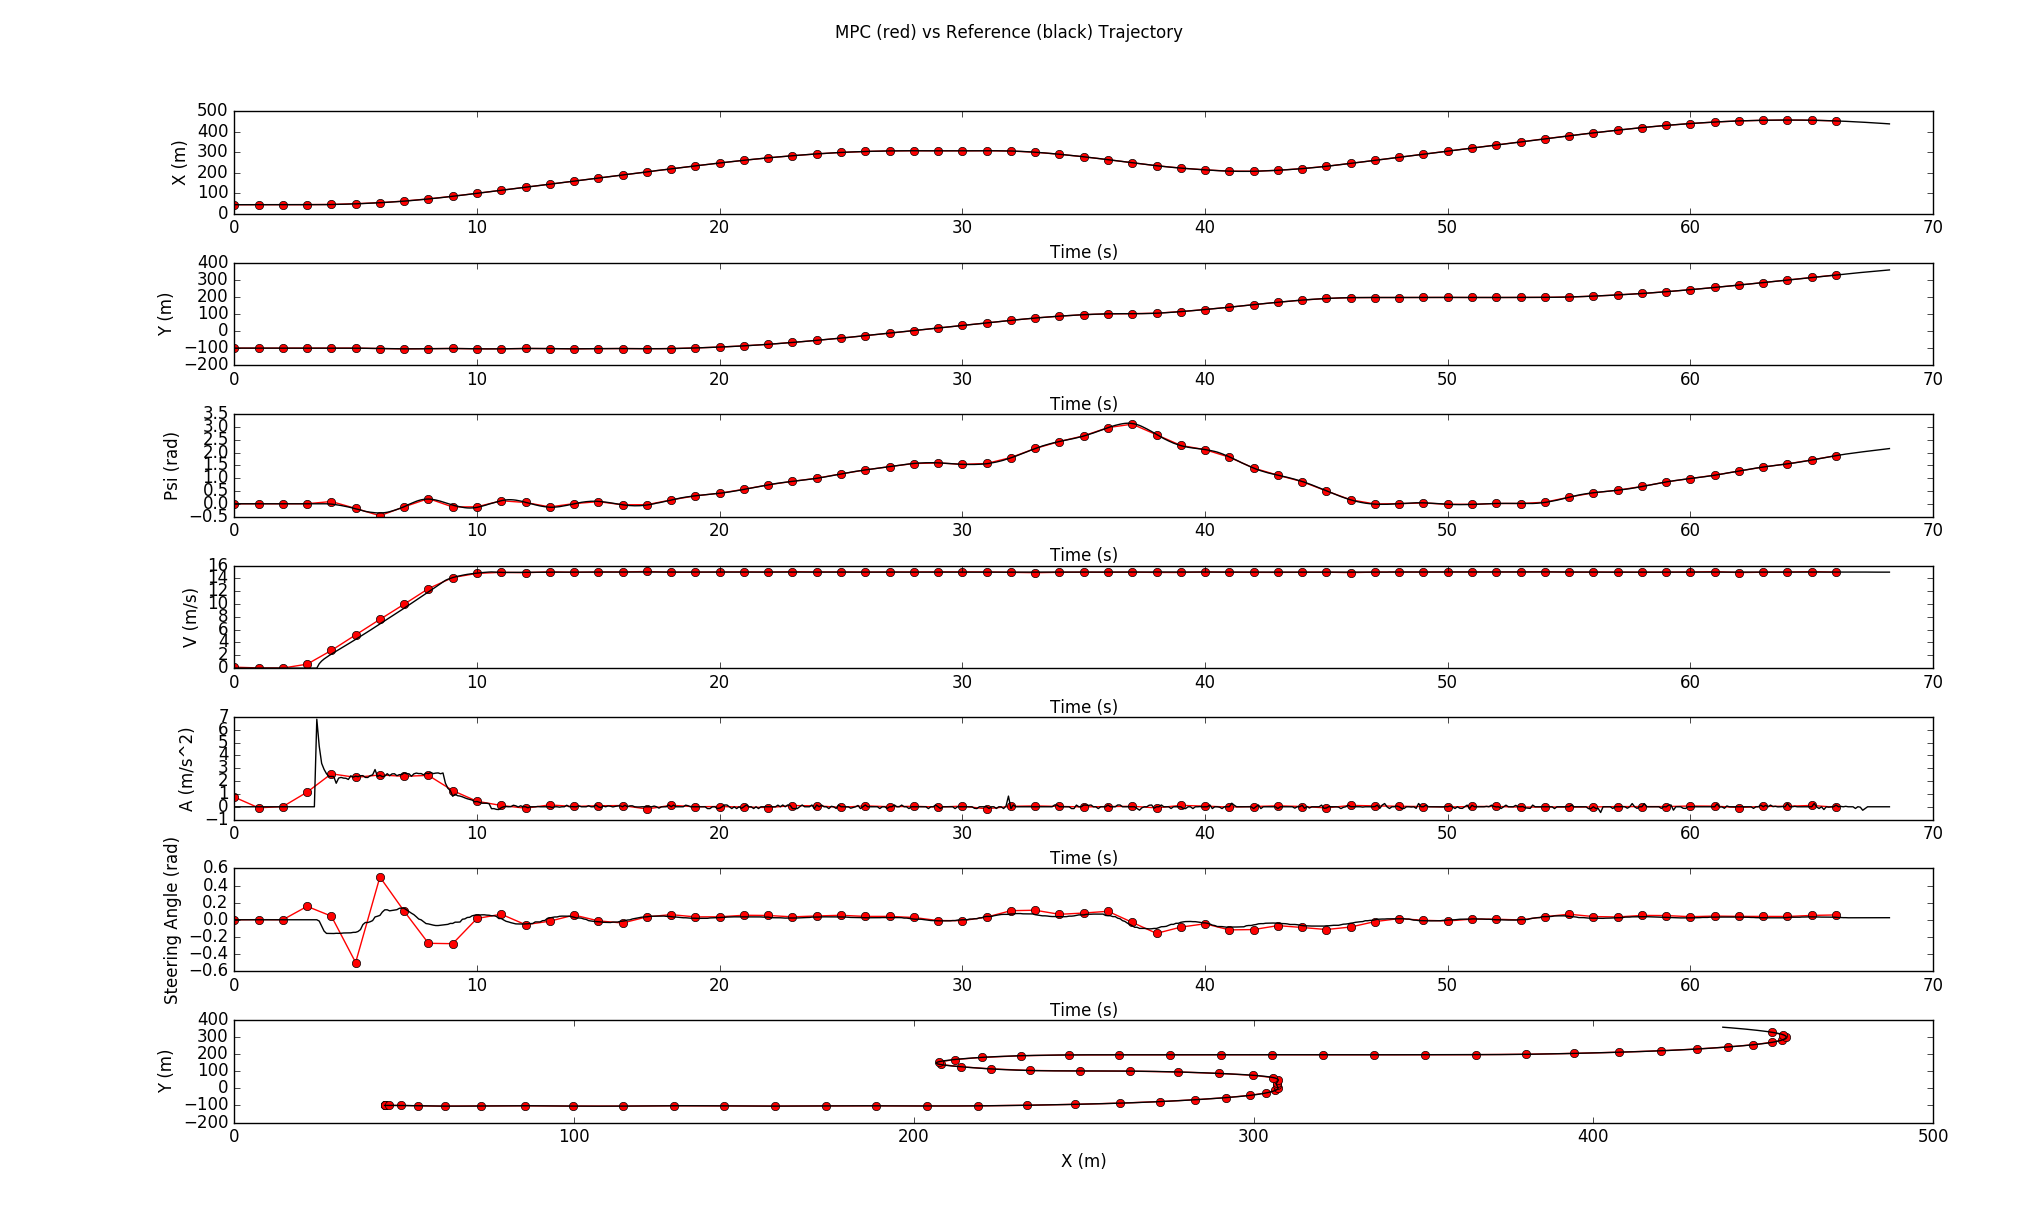 MPC (red) vs Reference (black) Trajectory
500
400
300
200
100
0
X (m)
0 10 20 30 40 50 60 70
Time (s)
400
300
200
100
0
−100
−200
Y (m)
0 10 20 30 40 50 60 70
Time (s)
3.5
3.0
2.5
2.0
1.5
1.0
0.5
0.0
−0.5
Psi (rad)
0 10 20 30 40 50 60 70
Time (s)
16
14
12
10
8
6
4
2
0
V (m/s)
0 10 20 30 40 50 60 70
Time (s)
7
6
5
4
3
2
1
0
−1
A (m/s^2)
0 10 20 30 40 50 60 70
Time (s)
0.6
0.4
0.2
0.0
−0.2
−0.4
−0.6
Steering Angle (rad)
0 10 20 30 40 50 60 70
Time (s)
400
300
200
100
0
−100
−200
Y (m)
0 100 200 300 400 500
X (m)